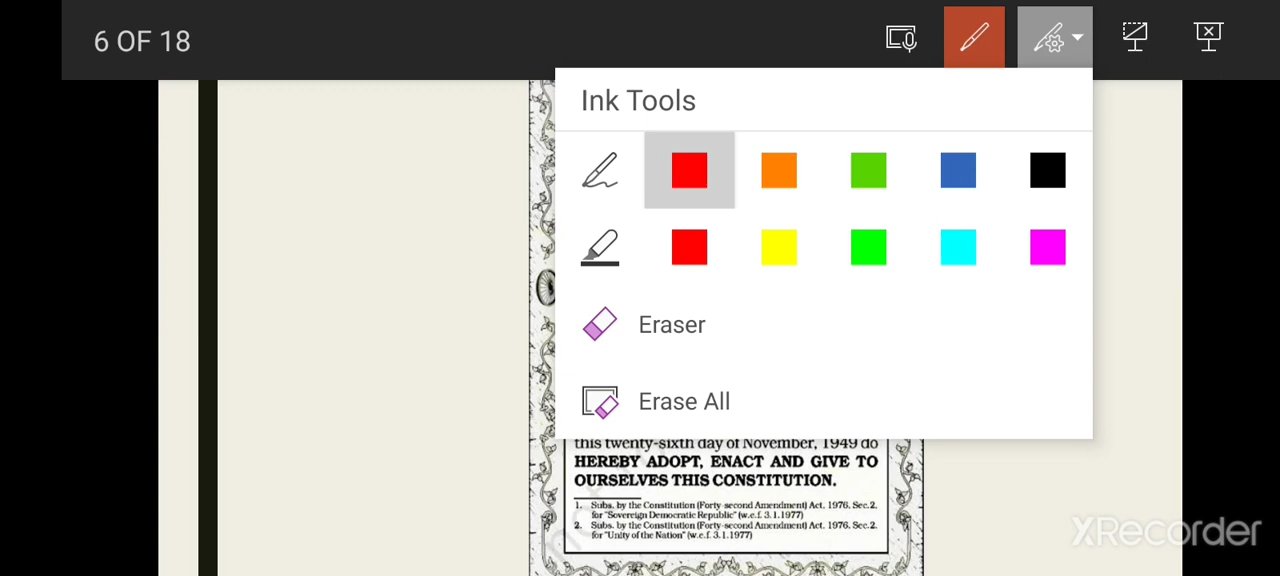 6 OF 18
Ink Tools
Eraser
Erase All
this twenty-sixth day of November, 1949 do
HEREBY ADOPT, ENACT AND GIVE TO
OURSELVES THIS CONSTITUTION.
1. Subs. by the Constitution (Forty-second Amendment) Act. 1976. Sec.2.
for "Sovereign Democratic Republic" (w.e.f. 3.1.1977)
2. Subs. by the Constitution (Forty-second Amendment) Act. 1976. Sec.2.
for "Unity of the Nation" (w.e.f. 3.1.1977)
XRecorder